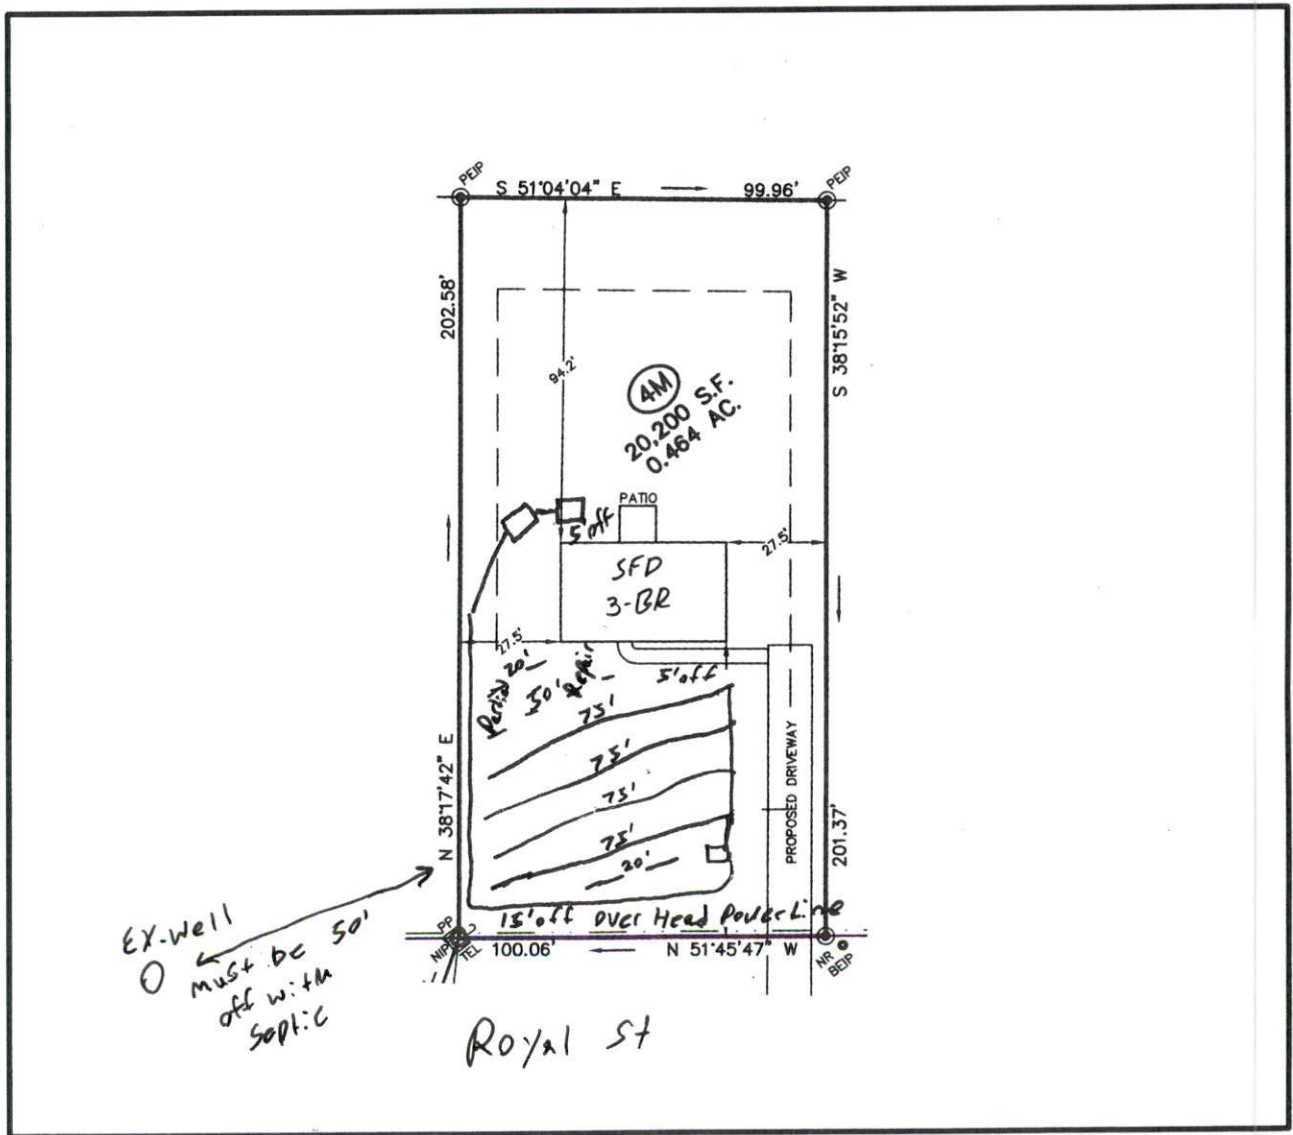 PEIP
S 51°04'04" E
99.96'
PEIP
202.58'
S 38°15'52" W
94.2'
4M
20,200 S.F.
0.464 AC.
PATIO
5' off
27.5'
SFD
3-BR
27.5'
20'
50' Repair
5' off
75'
75'
75'
75'
20'
N 38°17'42" E
PROPOSED DRIVEWAY
201.37'
15' off Over Head Power Line
PP
NIP
TEL
100.06'
N 51°45'47" W
NR
BEIP
EX-Well
must be 50'
off with
Septic
Royal St